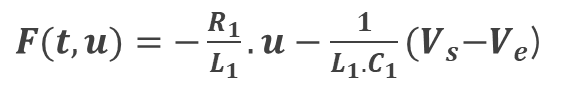 F(t,u) = −R₁/L₁ . u − 1/(L₁.C₁) (Vₛ−Vₑ)